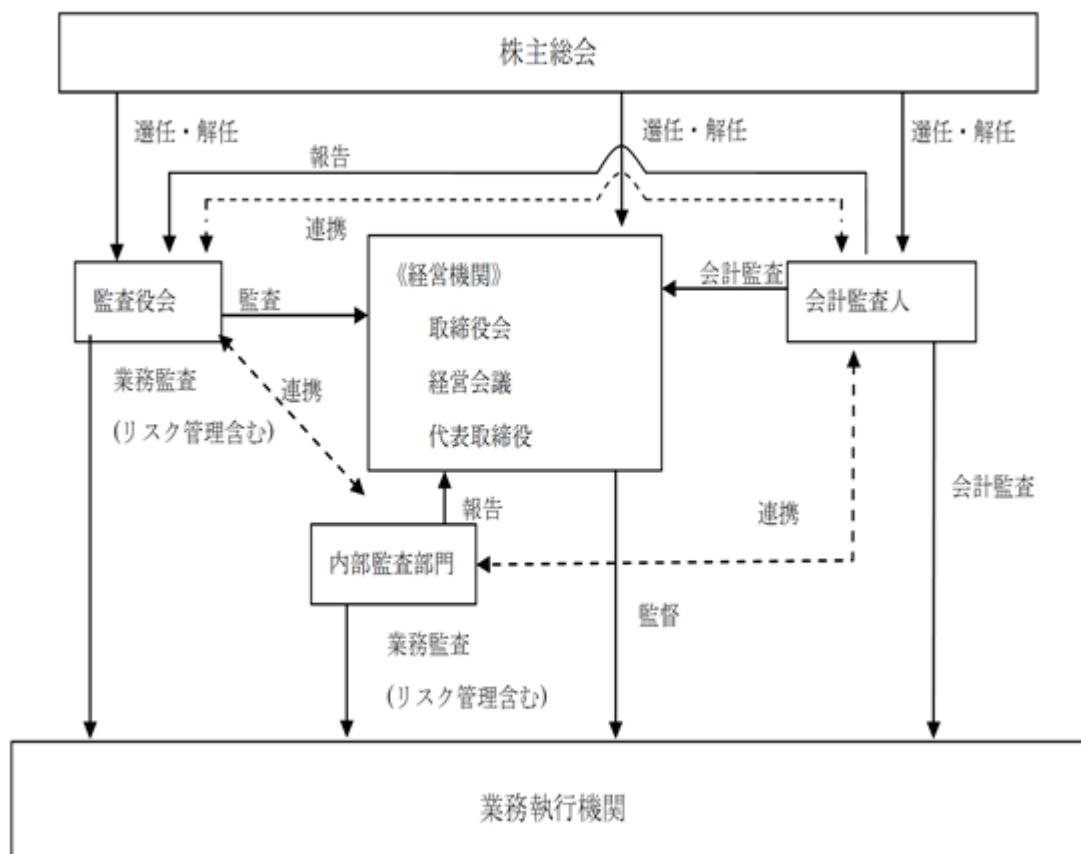 株主総会
選任・解任
選任・解任
選任・解任
報告
連携
監査役会
監査
《経営機関》
取締役会
経営会議
代表取締役
会計監査
会計監査人
業務監査
(リスク管理含む)
連携
報告
内部監査部門
連携
会計監査
業務監査
(リスク管理含む)
監督
業務執行機関